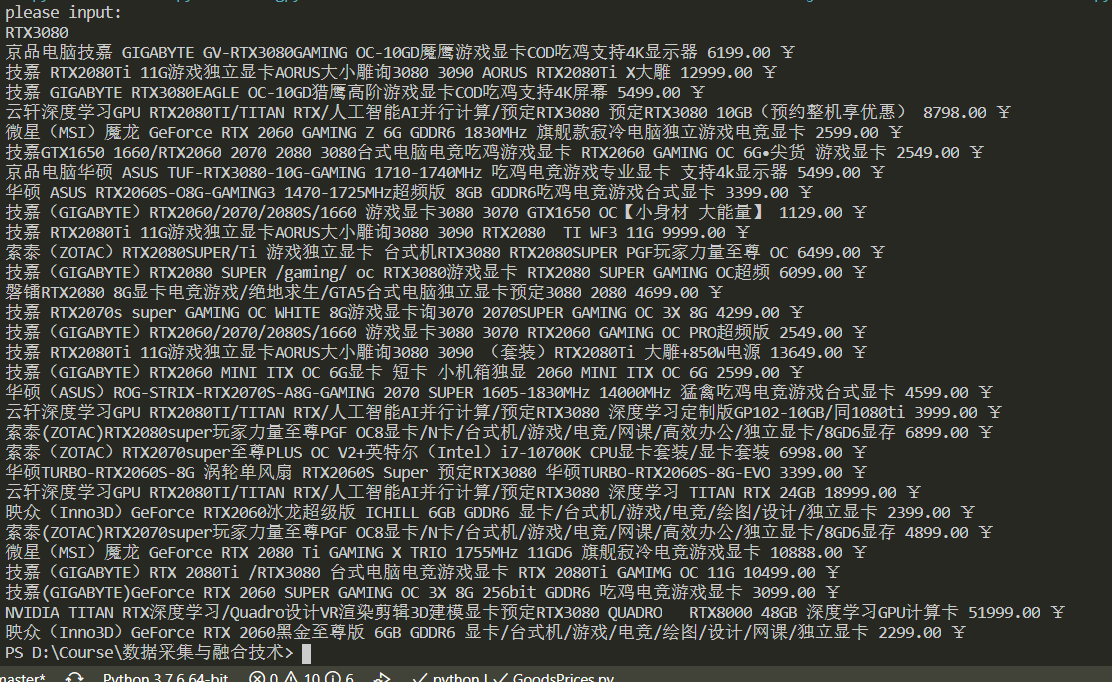 please input:
RTX3080
京品电脑技嘉 GIGABYTE GV-RTX3080GAMING OC-10GD魔鹰游戏显卡COD吃鸡支持4K显示器 6199.00 ￥
技嘉 RTX2080Ti 11G游戏独立显卡AORUS大小雕询3080 3090 AORUS RTX2080Ti X大雕 12999.00 ￥
技嘉 GIGABYTE RTX3080EAGLE OC-10GD猎鹰高阶游戏显卡COD吃鸡支持4K屏幕 5499.00 ￥
云轩深度学习GPU RTX2080TI/TITAN RTX/人工智能AI并行计算/预定RTX3080 预定RTX3080 10GB（预约整机享优惠） 8798.00 ￥
微星（MSI）魔龙 GeForce RTX 2060 GAMING Z 6G GDDR6 1830MHz 旗舰款寂冷电脑独立游戏电竞显卡 2599.00 ￥
技嘉GTX1650 1660/RTX2060 2070 2080 3080台式电脑电竞吃鸡游戏显卡 RTX2060 GAMING OC 6G•尖货 游戏显卡 2549.00 ￥
京品电脑华硕 ASUS TUF-RTX3080-10G-GAMING 1710-1740MHz 吃鸡电竞游戏专业显卡 支持4k显示器 5499.00 ￥
华硕 ASUS RTX2060S-O8G-GAMING3 1470-1725MHz超频版 8GB GDDR6吃鸡电竞游戏台式显卡 3399.00 ￥
技嘉（GIGABYTE）RTX2060/2070/2080S/1660 游戏显卡3080 3070 GTX1650 OC【小身材 大能量】 1129.00 ￥
技嘉 RTX2080Ti 11G游戏独立显卡AORUS大小雕询3080 3090 RTX2080  TI WF3 11G 9999.00 ￥
索泰（ZOTAC）RTX2080SUPER/Ti 游戏独立显卡 台式机RTX3080 RTX2080SUPER PGF玩家力量至尊 OC 6499.00 ￥
技嘉（GIGABYTE）RTX2080 SUPER /gaming/ oc RTX3080游戏显卡 RTX2080 SUPER GAMING OC超频 6099.00 ￥
磐镭RTX2080 8G显卡电竞游戏/绝地求生/GTA5台式电脑独立显卡预定3080 2080 4699.00 ￥
技嘉 RTX2070s super GAMING OC WHITE 8G游戏显卡询3070 2070SUPER GAMING OC 3X 8G 4299.00 ￥
技嘉（GIGABYTE）RTX2060/2070/2080S/1660 游戏显卡3080 3070 RTX2060 GAMING OC PRO超频版 2549.00 ￥
技嘉 RTX2080Ti 11G游戏独立显卡AORUS大小雕询3080 3090 （套装）RTX2080Ti 大雕+850W电源 13649.00 ￥
技嘉（GIGABYTE）RTX2060 MINI ITX OC 6G显卡 短卡 小机箱独显 2060 MINI ITX OC 6G 2599.00 ￥
华硕（ASUS）ROG-STRIX-RTX2070S-A8G-GAMING 2070 SUPER 1605-1830MHz 14000MHz 猛禽吃鸡电竞游戏台式显卡 4599.00 ￥
云轩深度学习GPU RTX2080TI/TITAN RTX/人工智能AI并行计算/预定RTX3080 深度学习定制版GP102-10GB/同1080ti 3999.00 ￥
索泰(ZOTAC)RTX2080super玩家力量至尊PGF OC8显卡/N卡/台式机/游戏/电竞/网课/高效办公/独立显卡/8GD6显存 6899.00 ￥
索泰（ZOTAC）RTX2070super至尊PLUS OC V2+英特尔（Intel）i7-10700K CPU显卡套装/显卡套装 6998.00 ￥
华硕TURBO-RTX2060S-8G 涡轮单风扇 RTX2060S Super 预定RTX3080 华硕TURBO-RTX2060S-8G-EVO 3399.00 ￥
云轩深度学习GPU RTX2080TI/TITAN RTX/人工智能AI并行计算/预定RTX3080 深度学习 TITAN RTX 24GB 18999.00 ￥
映众（Inno3D）GeForce RTX2060冰龙超级版 ICHILL 6GB GDDR6 显卡/台式机/游戏/电竞/绘图/设计/独立显卡 2399.00 ￥
索泰(ZOTAC)RTX2070super玩家力量至尊PGF OC8显卡/N卡/台式机/游戏/电竞/网课/高效办公/独立显卡/8GD6显存 4899.00 ￥
微星（MSI）魔龙 GeForce RTX 2080 Ti GAMING X TRIO 1755MHz 11GD6 旗舰寂冷电竞游戏显卡 10888.00 ￥
技嘉（GIGABYTE）RTX 2080Ti /RTX3080 台式电脑电竞游戏显卡 RTX 2080Ti GAMIMG OC 11G 10499.00 ￥
技嘉(GIGABYTE)GeForce RTX 2060 SUPER GAMING OC 3X 8G 256bit GDDR6 吃鸡电竞游戏显卡 3099.00 ￥
NVIDIA TITAN RTX深度学习/Quadro设计VR渲染剪辑3D建模显卡预定RTX3080 QUADRO   RTX8000 48GB 深度学习GPU计算卡 51999.00 ￥
映众（Inno3D）GeForce RTX 2060黑金至尊版 6GB GDDR6 显卡/台式机/游戏/电竞/绘图/设计/网课/独立显卡 2299.00 ￥
PS D:\Course\数据采集与融合技术>
master* Python 3.7.6 64-bit 0 10 6 python | GoodsPrices.py